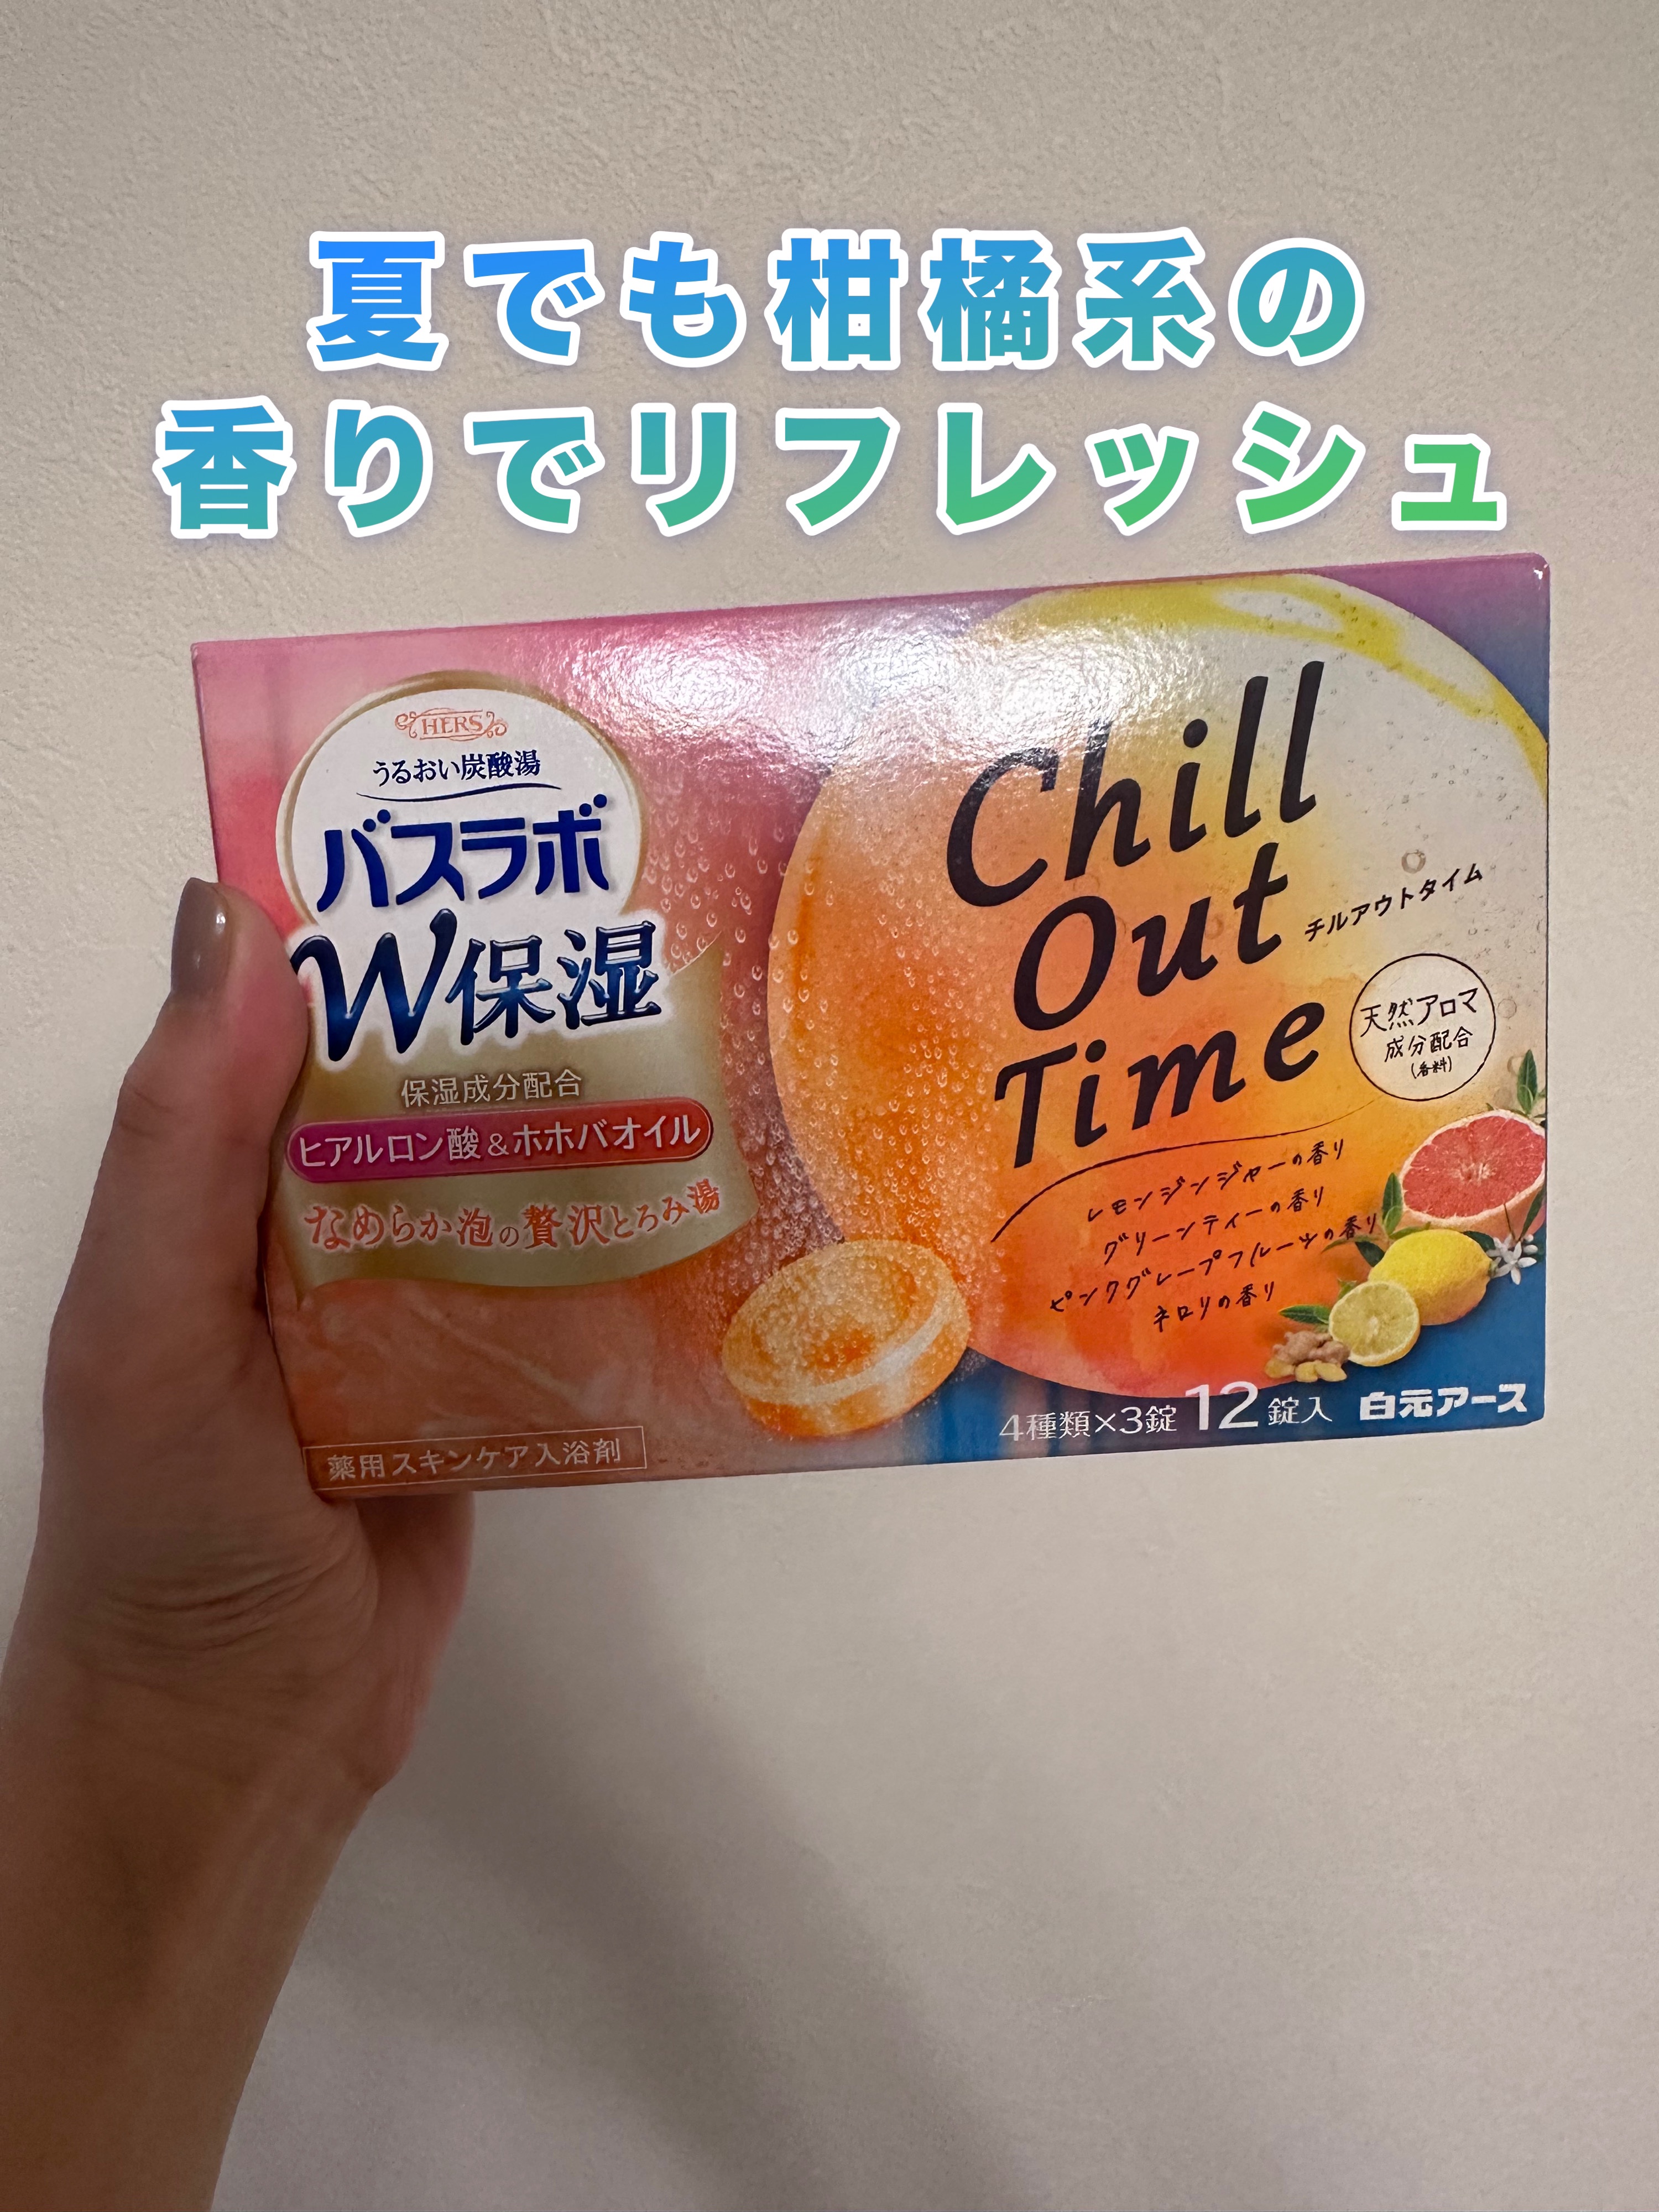 夏でも柑橘系の
香りでリフレッシュ
HERS
うるおい炭酸湯
バスラボ
W保湿
保湿成分配合
ヒアルロン酸&ホホバオイル
なめらか泡の贅沢とろみ湯
薬用スキンケア入浴剤
Chill
Out
Time
チルアウトタイム
天然アロマ
成分配合
(香料)
レモンジンジャーの香り
グリーンティーの香り
ピンクグレープフルーツの香り
ネロリの香り
4種類×3錠 12錠入 白元アース